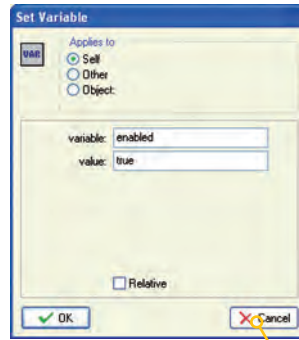 Set Variable
VAR
Applies to
Self
Other
Object:
variable: enabled
value: true
Relative
OK
Cancel